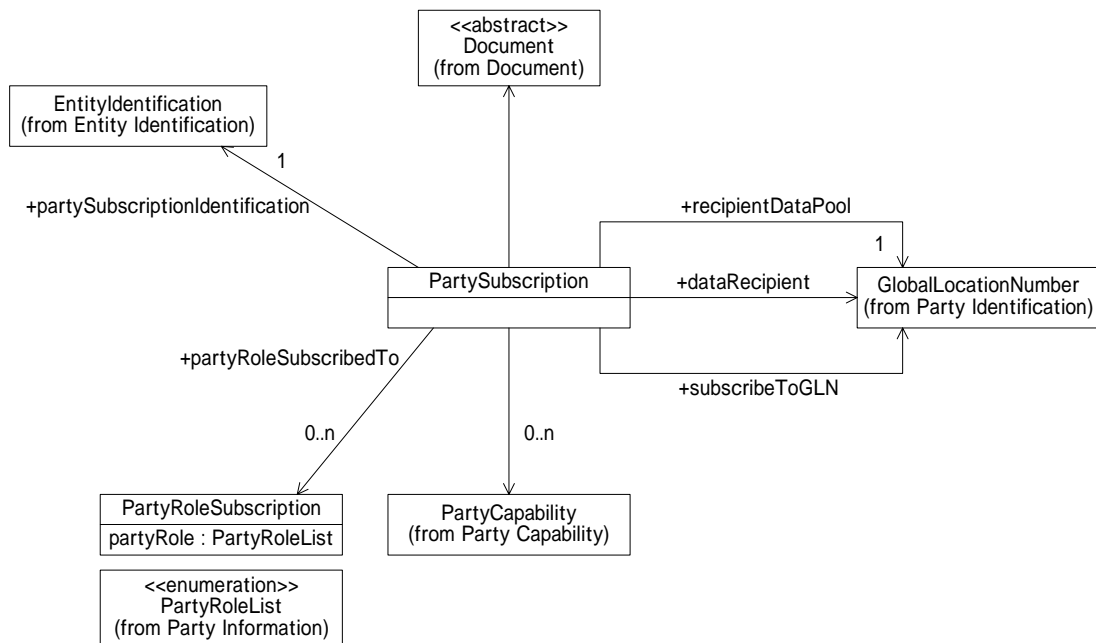 <<abstract>>
Document
(from Document)
EntityIdentification
(from Entity Identification)
1
+partySubscriptionIdentification
+recipientDataPool
1
PartySubscription
+dataRecipient
GlobalLocationNumber
(from Party Identification)
+partyRoleSubscribedTo
+subscribeToGLN
0..n
0..n
PartyRoleSubscription
partyRole : PartyRoleList
PartyCapability
(from Party Capability)
<<enumeration>>
PartyRoleList
(from Party Information)